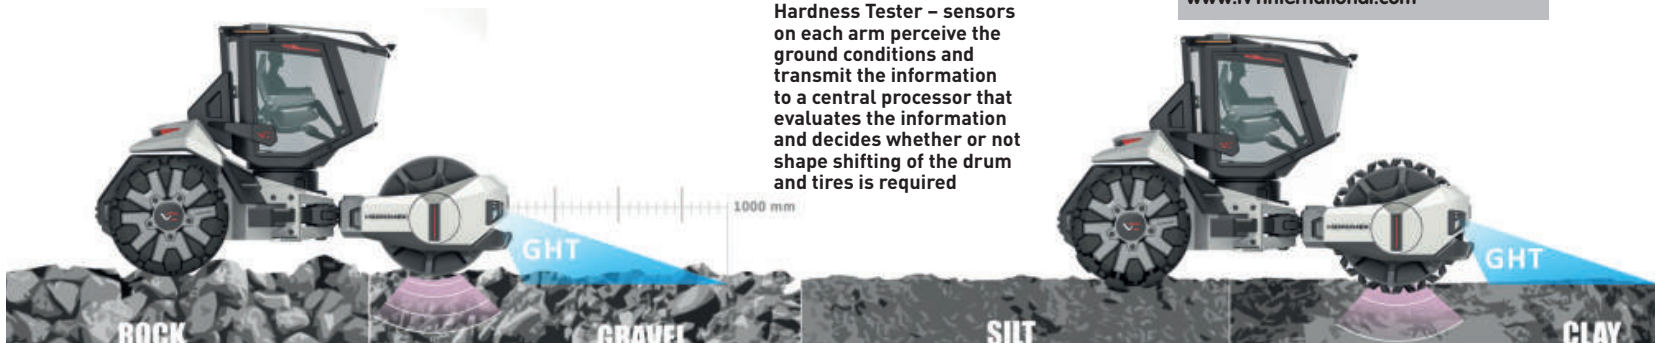 Hardness Tester – sensors
on each arm perceive the
ground conditions and
transmit the information
to a central processor that
evaluates the information
and decides whether or not
shape shifting of the drum
and tires is required
1000 mm
GHT
GHT
ROCK
GRAVEL
SILT
CLAY